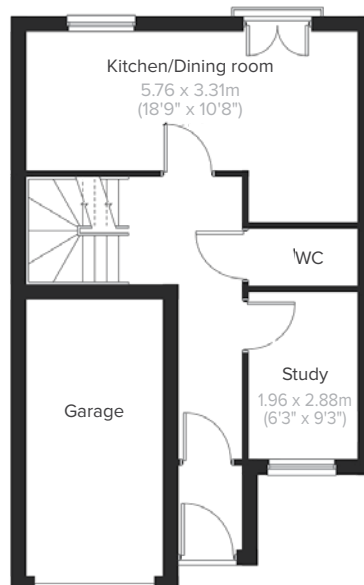 Kitchen/Dining room
5.76 x 3.31m
(18'9" x 10'8")
WC
Study
1.96 x 2.88m
(6'3" x 9'3")
Garage